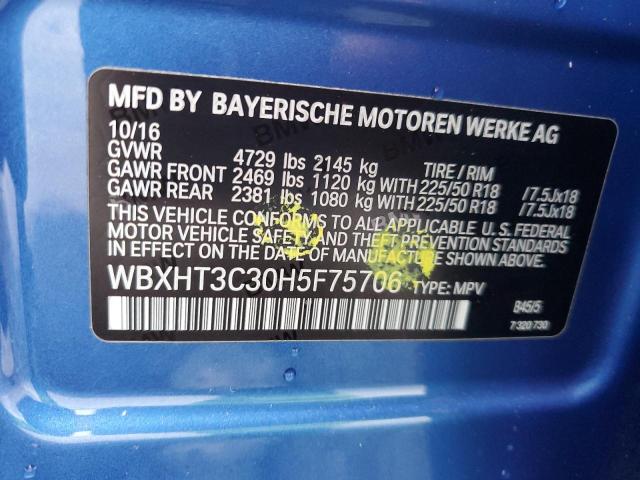 MFD BY BAYERISCHE MOTOREN WERKE AG
10/16
GVWR 4729 lbs 2145 kg TIRE / RIM
GAWR FRONT 2469 lbs 1120 kg WITH 225/50 R18 /7.5Jx18
GAWR REAR 2381 lbs 1080 kg WITH 225/50 R18 /7.5Jx18
THIS VEHICLE CONFORMS TO ALL APPLICABLE U.S. FEDERAL
MOTOR VEHICLE SAFETY AND THEFT PREVENTION STANDARDS
IN EFFECT ON THE DATE OF MANUFACTURE SHOWN ABOVE
WBXHT3C30H5F75706 TYPE: MPV
B45/5
7 320 730